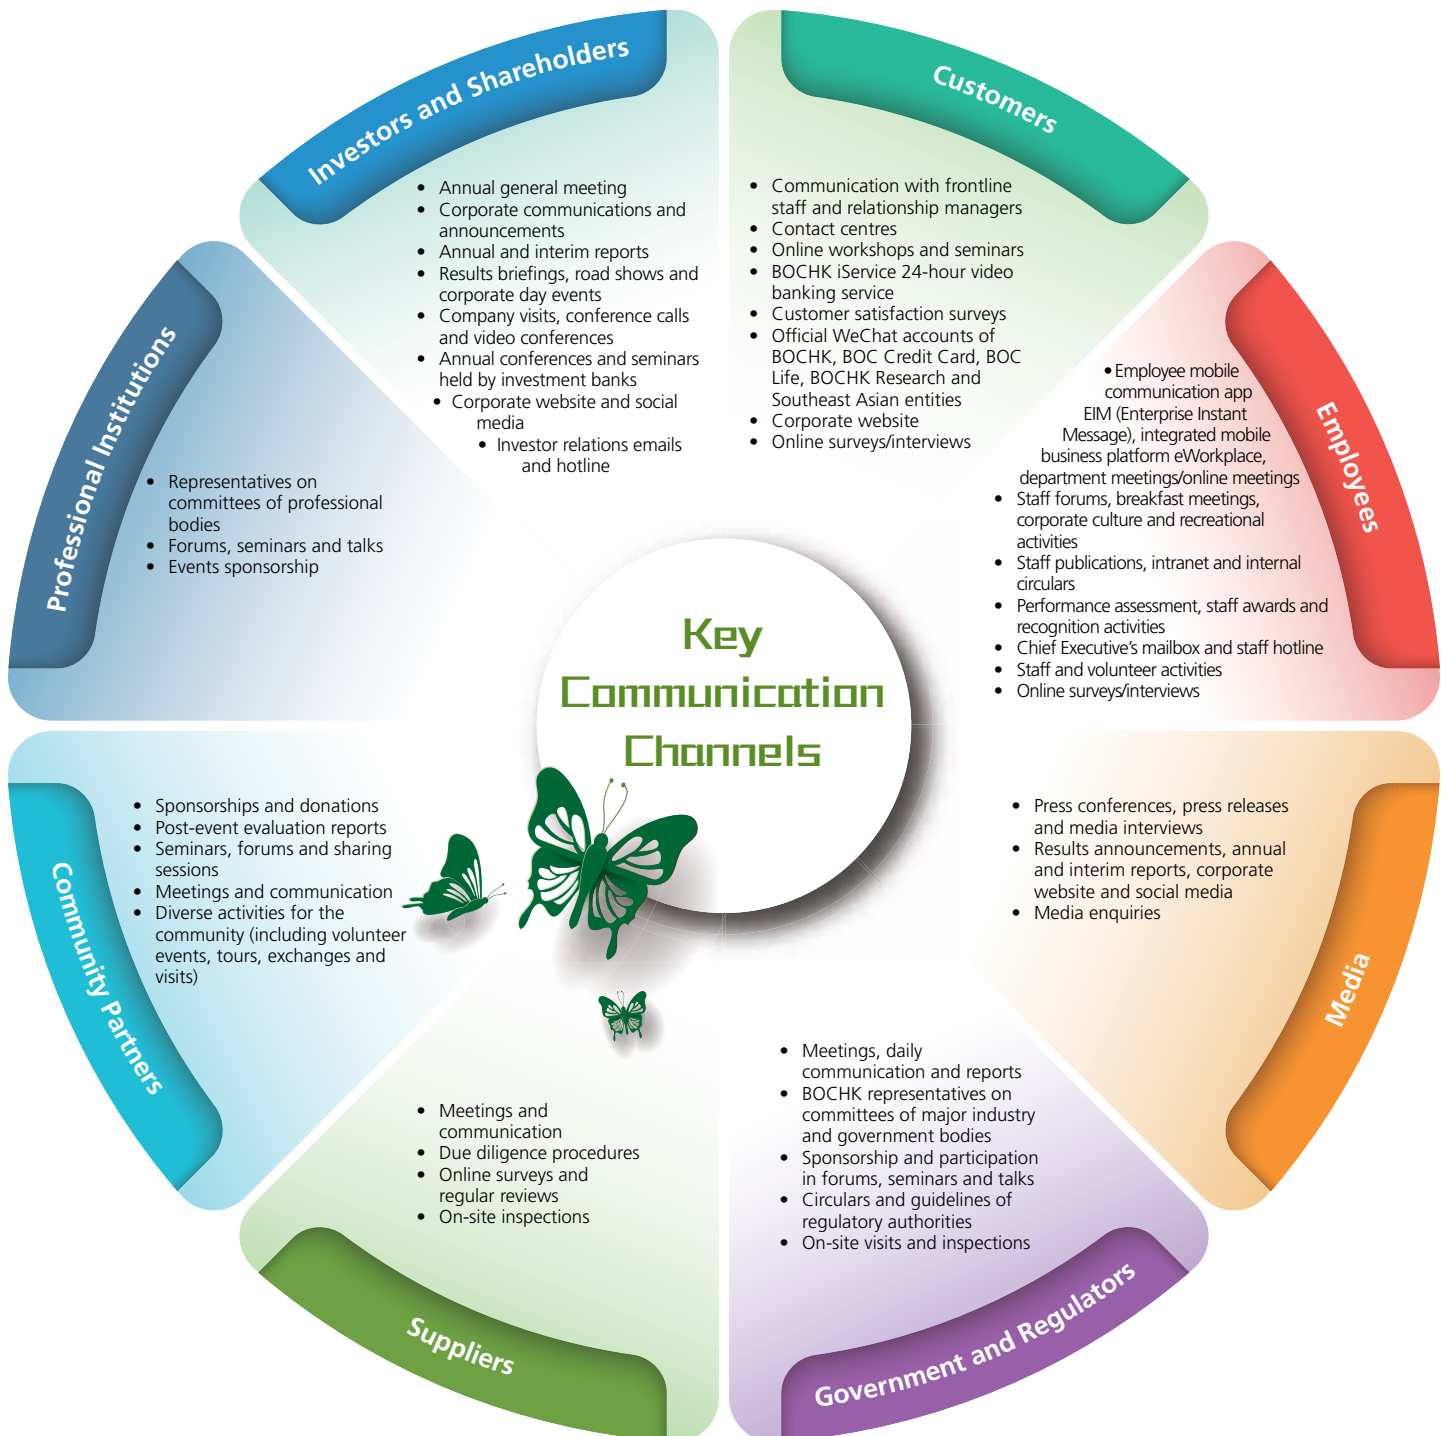 Investors and Shareholders
• Annual general meeting
• Corporate communications and
announcements
• Annual and interim reports
• Results briefings, road shows and
corporate day events
• Company visits, conference calls
and video conferences
• Annual conferences and seminars
held by investment banks
• Corporate website and social
media
• Investor relations emails
and hotline
Customers
• Communication with frontline
staff and relationship managers
• Contact centres
• Online workshops and seminars
• BOCHK iService 24-hour video
banking service
• Customer satisfaction surveys
• Official WeChat accounts of
BOCHK, BOC Credit Card, BOC
Life, BOCHK Research and
Southeast Asian entities
• Corporate website
• Online surveys/interviews
Employees
• Employee mobile
communication app
EIM (Enterprise Instant
Message), integrated mobile
business platform eWorkplace,
department meetings/online meetings
• Staff forums, breakfast meetings,
corporate culture and recreational
activities
• Staff publications, intranet and internal
circulars
• Performance assessment, staff awards and
recognition activities
• Chief Executive's mailbox and staff hotline
• Staff and volunteer activities
• Online surveys/interviews
Media
• Press conferences, press releases
and media interviews
• Results announcements, annual
and interim reports, corporate
website and social media
• Media enquiries
Government and Regulators
• Meetings, daily
communication and reports
• BOCHK representatives on
committees of major industry
and government bodies
• Sponsorship and participation
in forums, seminars and talks
• Circulars and guidelines of
regulatory authorities
• On-site visits and inspections
Suppliers
• Meetings and
communication
• Due diligence procedures
• Online surveys and
regular reviews
• On-site inspections
Community Partners
• Sponsorships and donations
• Post-event evaluation reports
• Seminars, forums and sharing
sessions
• Meetings and communication
• Diverse activities for the
community (including volunteer
events, tours, exchanges and
visits)
Professional Institutions
• Representatives on
committees of professional
bodies
• Forums, seminars and talks
• Events sponsorship
Key
Communication
Channels